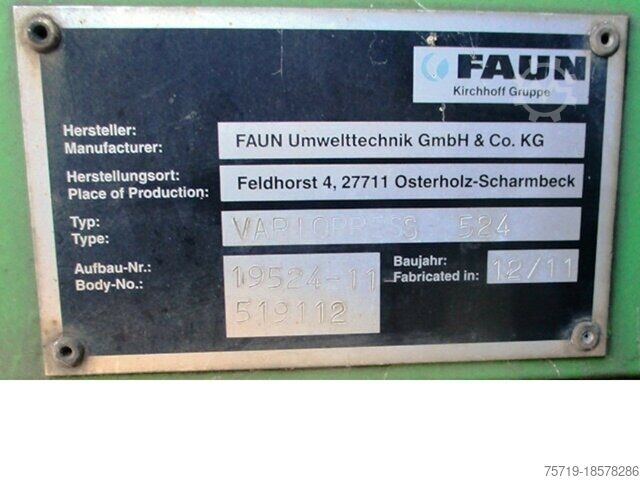 FAUN
Kirchhoff Gruppe
Hersteller:
Manufacturer:
FAUN Umwelttechnik GmbH & Co. KG
Herstellungsort:
Place of Production:
Feldhorst 4, 27711 Osterholz-Scharmbeck
Typ:
Type:
VARIOPRESS 524
Aufbau-Nr.:
Body-No.:
19524-11
519112
Baujahr:
Fabricated in:
12/11
75719-18578286